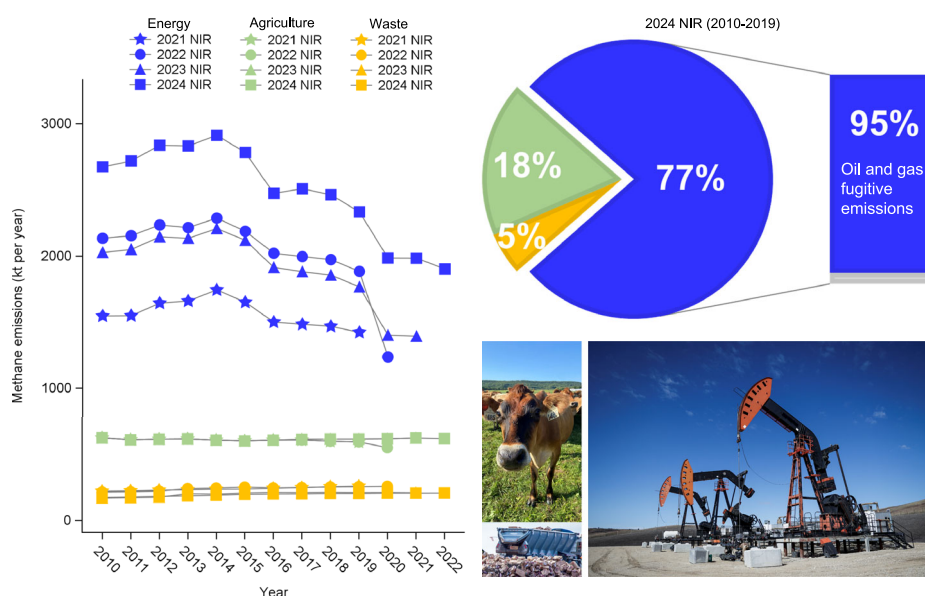 Energy
2021 NIR
2022 NIR
2023 NIR
2024 NIR
Agriculture
2021 NIR
2022 NIR
2023 NIR
2024 NIR
Waste
2021 NIR
2022 NIR
2023 NIR
2024 NIR
Methane emissions (kt per year)
3000
2000
1000
0
2010
2011
2012
2013
2014
2015
2016
2017
2018
2019
2020
2021
2022
Year
2024 NIR (2010-2019)
18%
5%
77%
95%
Oil and gas
fugitive
emissions